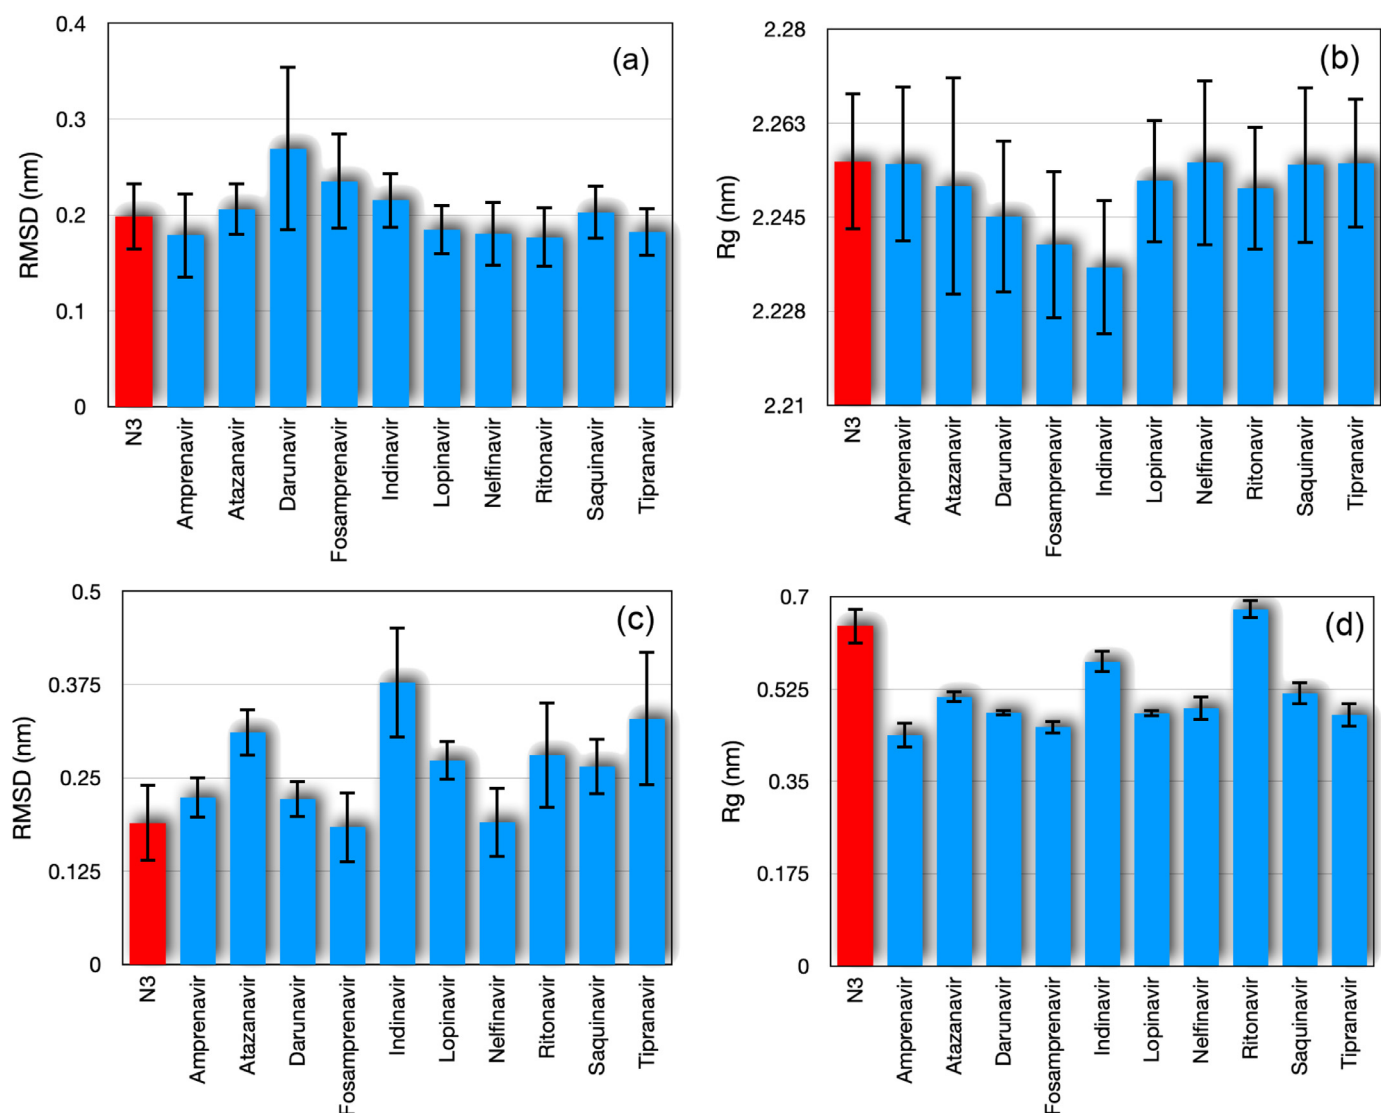 (a)
RMSD (nm)
0.4
0.3
0.2
0.1
0
N3
Amprenavir
Atazanavir
Darunavir
Fosamprenavir
Indinavir
Lopinavir
Nelfinavir
Ritonavir
Saquinavir
Tipranavir
(b)
Rg (nm)
2.28
2.263
2.245
2.228
2.21
N3
Amprenavir
Atazanavir
Darunavir
Fosamprenavir
Indinavir
Lopinavir
Nelfinavir
Ritonavir
Saquinavir
Tipranavir
(c)
RMSD (nm)
0.5
0.375
0.25
0.125
0
N3
Amprenavir
Atazanavir
Darunavir
Fosamprenavir
Indinavir
Lopinavir
Nelfinavir
Ritonavir
Saquinavir
Tipranavir
(d)
Rg (nm)
0.7
0.525
0.35
0.175
0
N3
Amprenavir
Atazanavir
Darunavir
Fosamprenavir
Indinavir
Lopinavir
Nelfinavir
Ritonavir
Saquinavir
Tipranavir